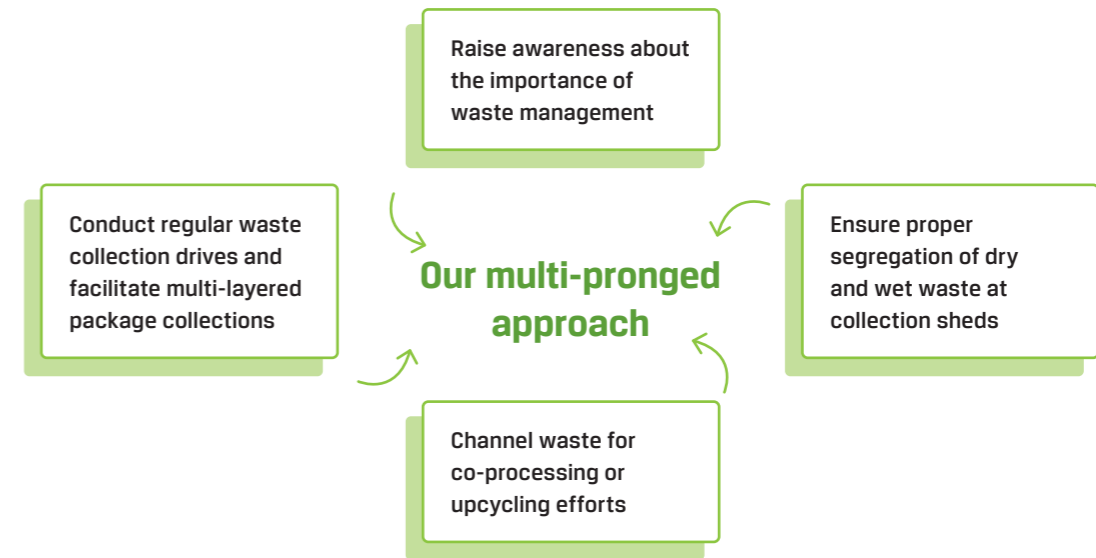 Raise awareness about
the importance of
waste management
Conduct regular waste
collection drives and
facilitate multi-layered
package collections
Our multi-pronged
approach
Ensure proper
segregation of dry
and wet waste at
collection sheds
Channel waste for
co-processing or
upcycling efforts